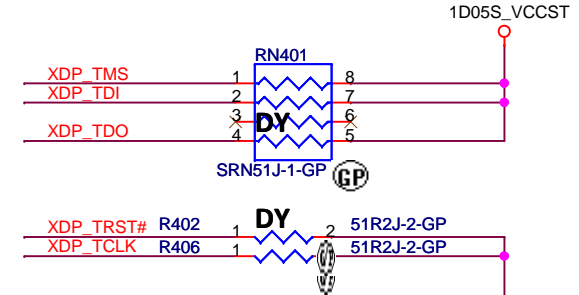 1D05S_VCCST
RN401
XDP_TMS 1 8
XDP_TDI 2 7
3 DY 6
XDP_TDO 4 5
SRN51J-1-GP GP
DY
XDP_TRST# R402 1 2 51R2J-2-GP
XDP_TCLK R406 1 51R2J-2-GP